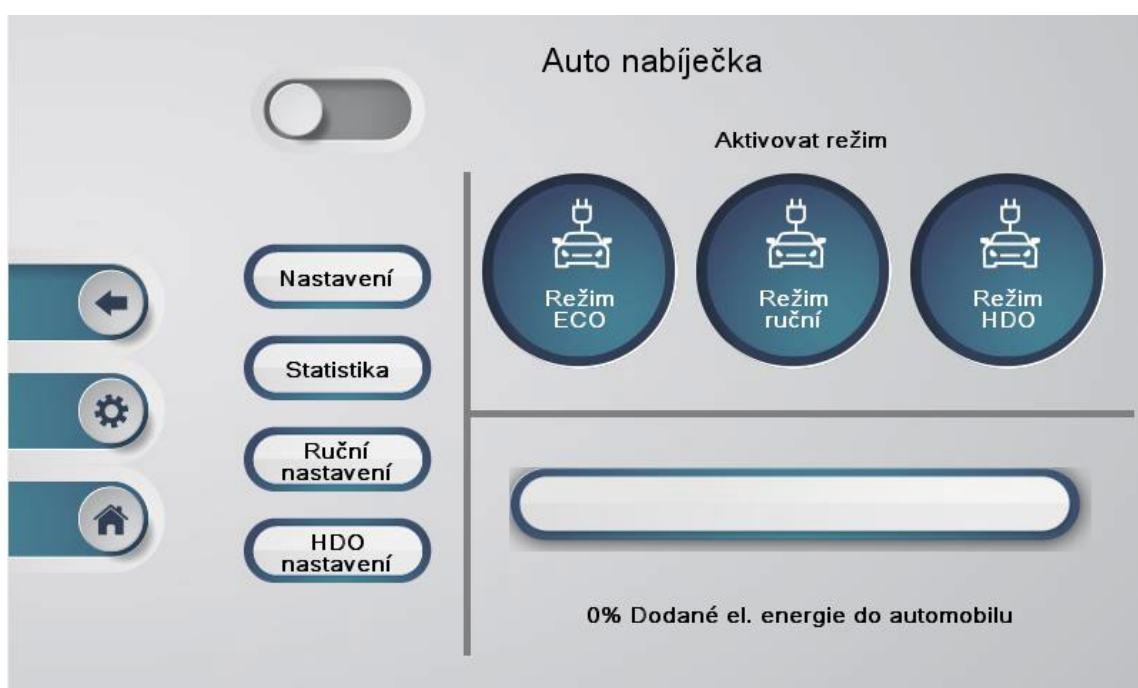 Auto nabíječka
Aktivovat režim
Režim
ECO
Režim
ruční
Režim
HDO
Nastavení
Statistika
Ruční
nastavení
HDO
nastavení
0% Dodané el. energie do automobilu